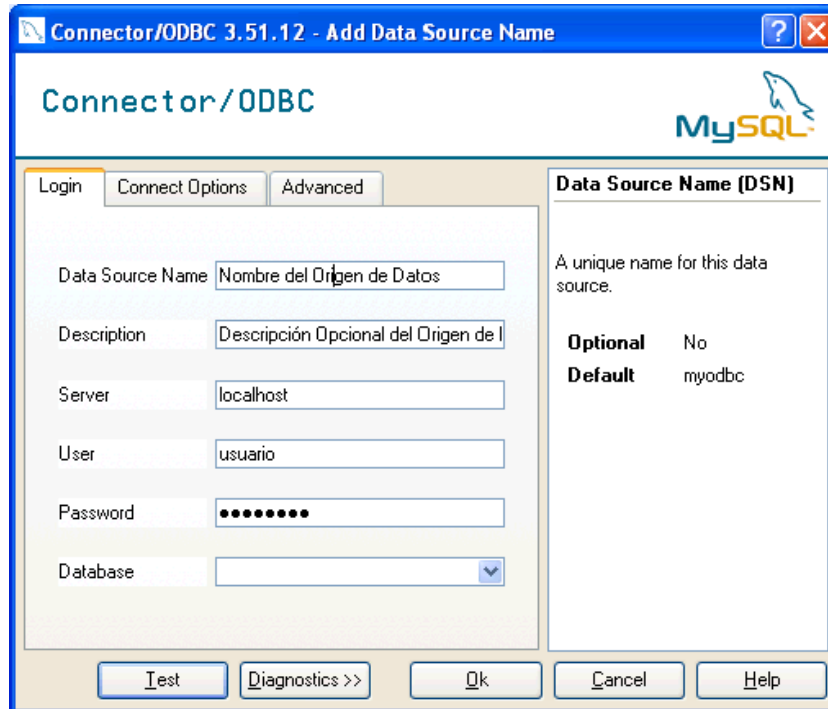 Connector/ODBC 3.51.12 - Add Data Source Name
Connector/ODBC
MySQL
Login
Connect Options
Advanced
Data Source Name (DSN)
Data Source Name
Nombre del Origen de Datos
A unique name for this data
source.
Description
Descripción Opcional del Origen de
Optional No
Default myodbc
Server
localhost
User
usuario
Password
●●●●●●●●
Database
Test
Diagnostics >>
Ok
Cancel
Help